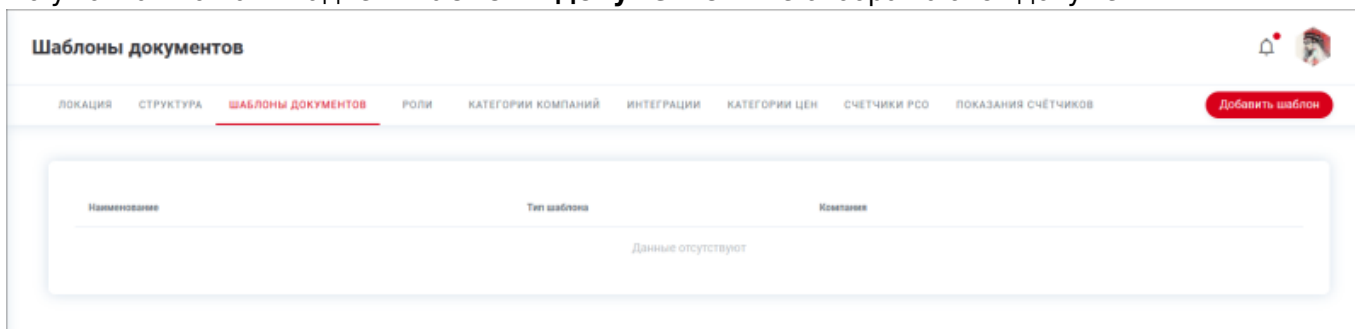 Шаблоны документов
ЛОКАЦИЯ СТРУКТУРА ШАБЛОНЫ ДОКУМЕНТОВ РОЛИ КАТЕГОРИИ КОМПАНИЙ ИНТЕГРАЦИИ КАТЕГОРИИ ЦЕН СЧЕТЧИКИ РСО ПОКАЗАНИЯ СЧЁТЧИКОВ Добавить шаблон
Наименование Тип шаблона Компания
Данные отсутствуют